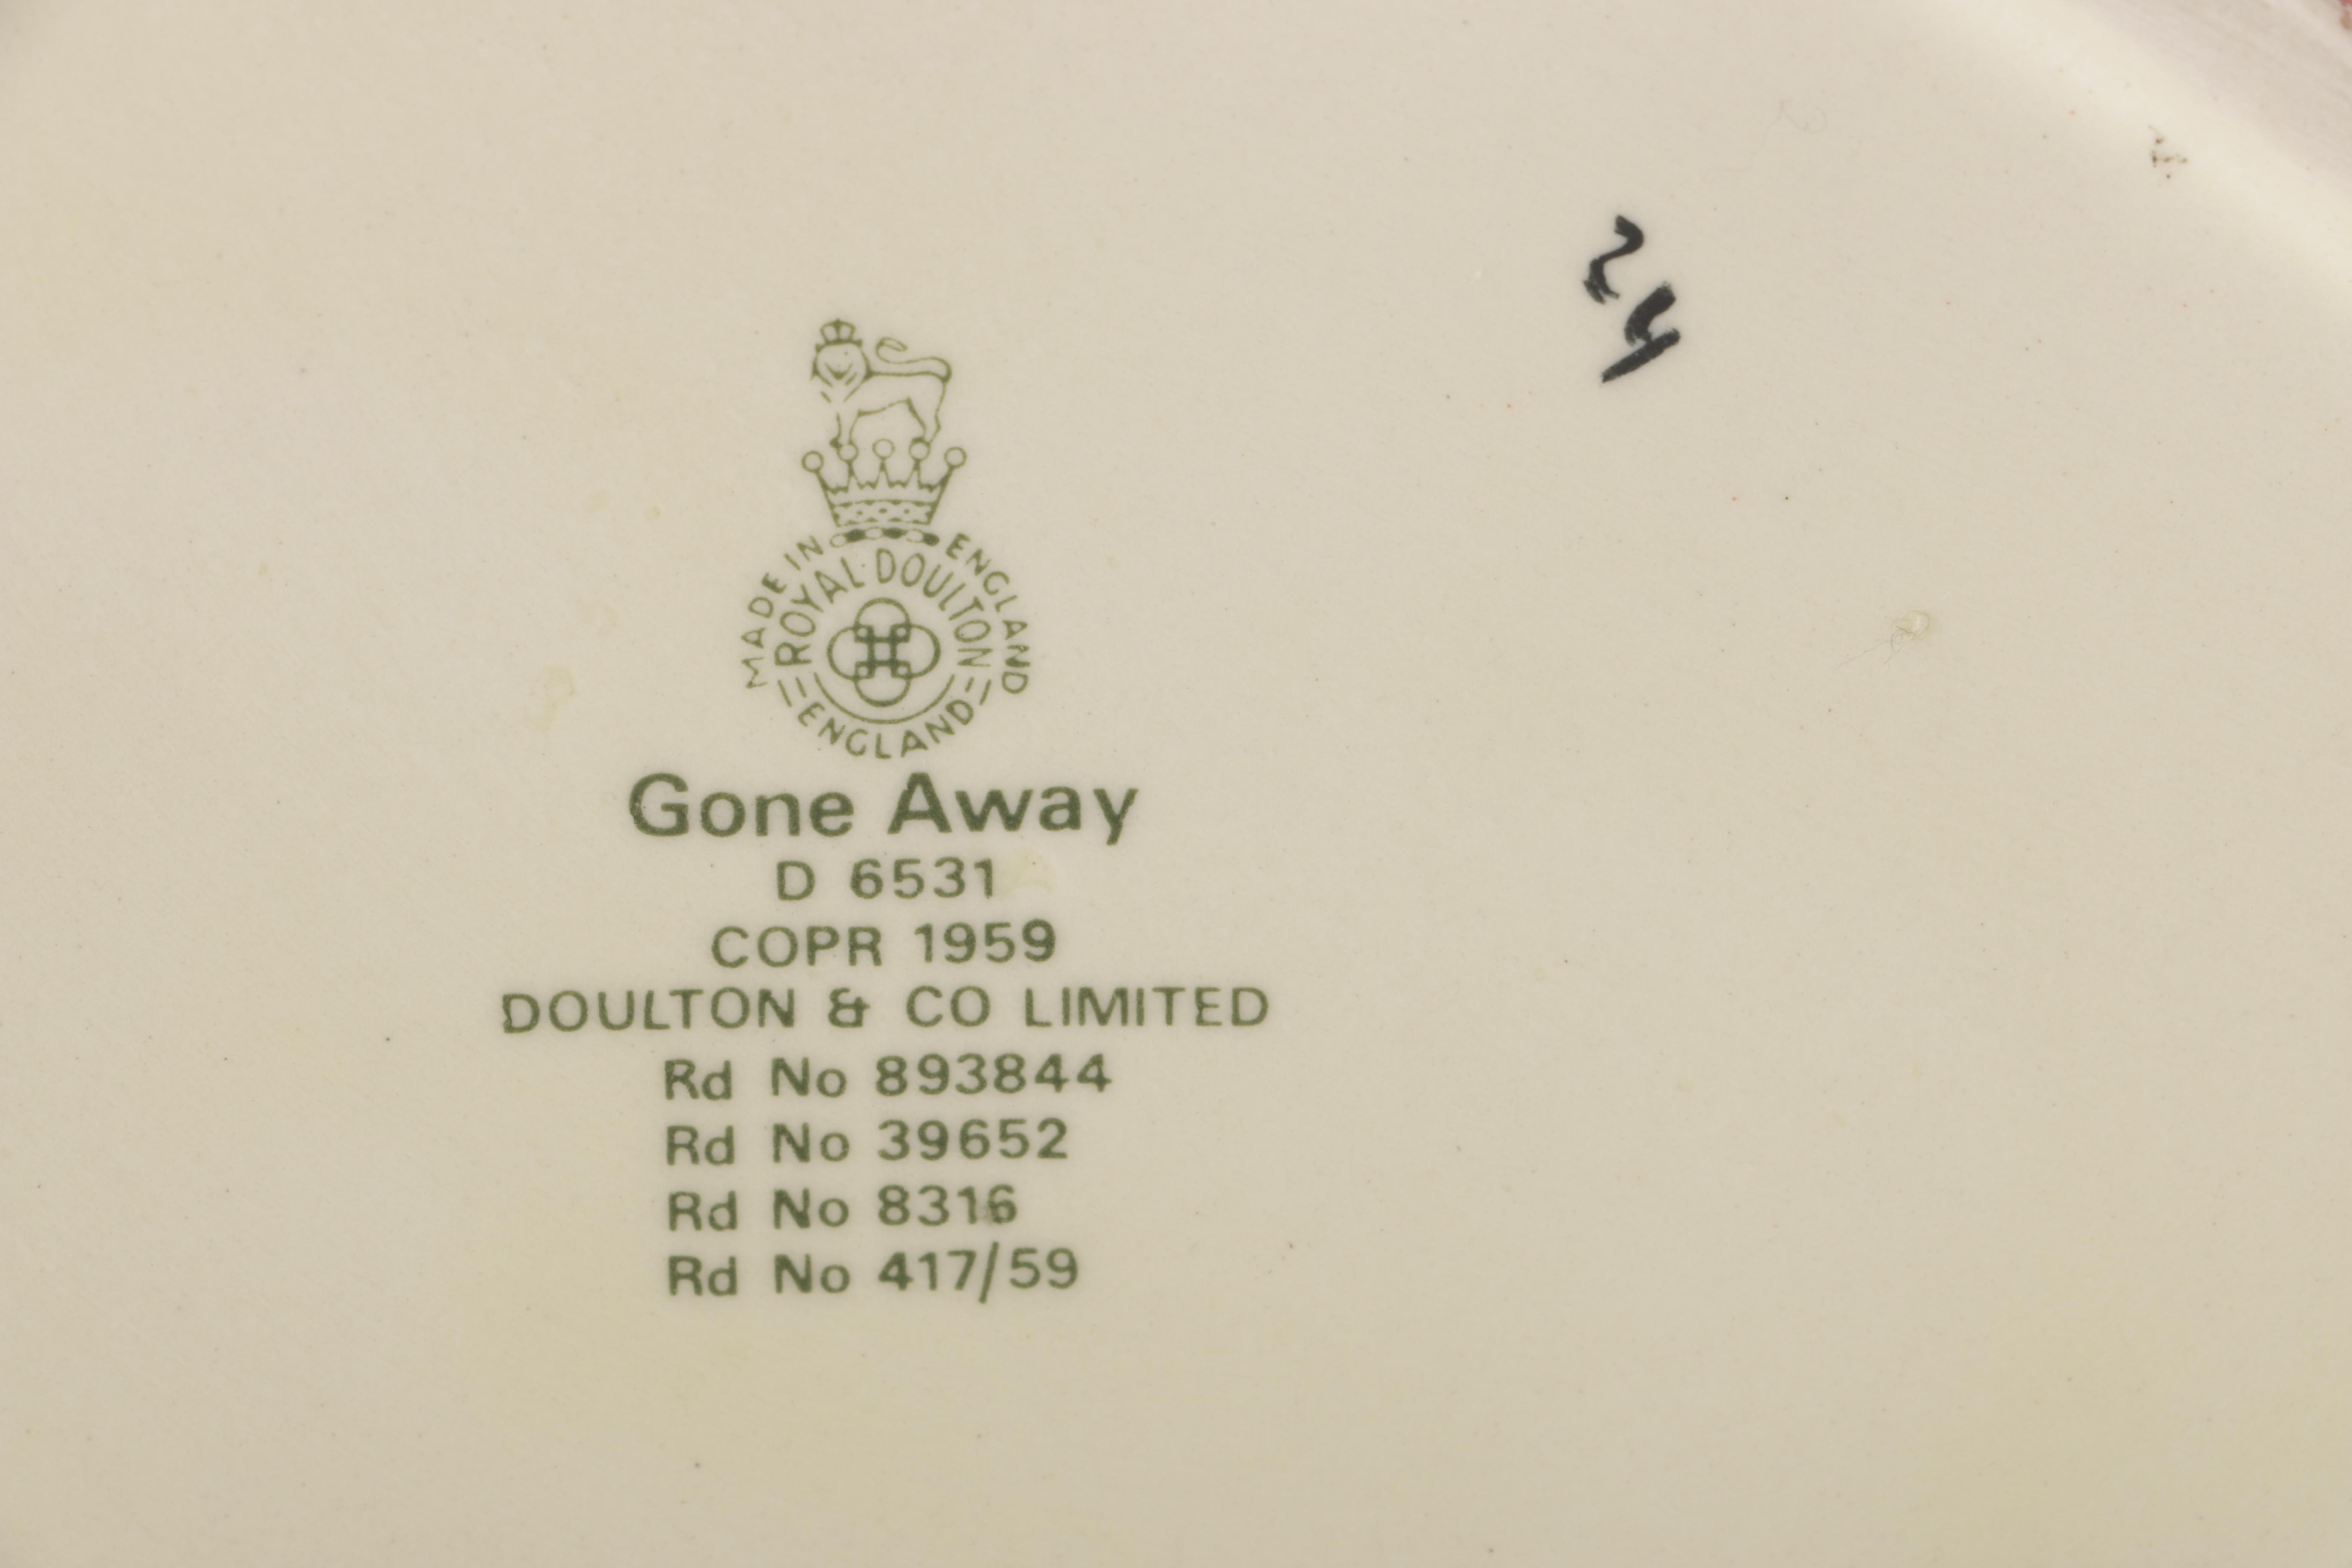 MADE IN ENGLAND
ROYAL DOULTON
ENGLAND
Gone Away
D 6531
COPR 1959
DOULTON & CO LIMITED
Rd No 893844
Rd No 39652
Rd No 8316
Rd No 417/59